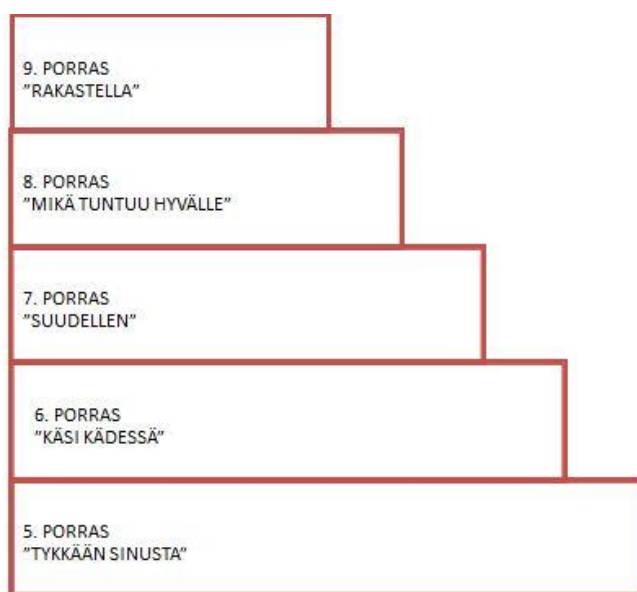 9. PORRAS
”RAKASTELLA”
8. PORRAS
”MIKÄ TUNTUU HYVÄLLE”
7. PORRAS
”SUUDELLEN”
6. PORRAS
”KÄSI KÄDESSÄ”
5. PORRAS
”TYKKÄÄN SINUSTA”